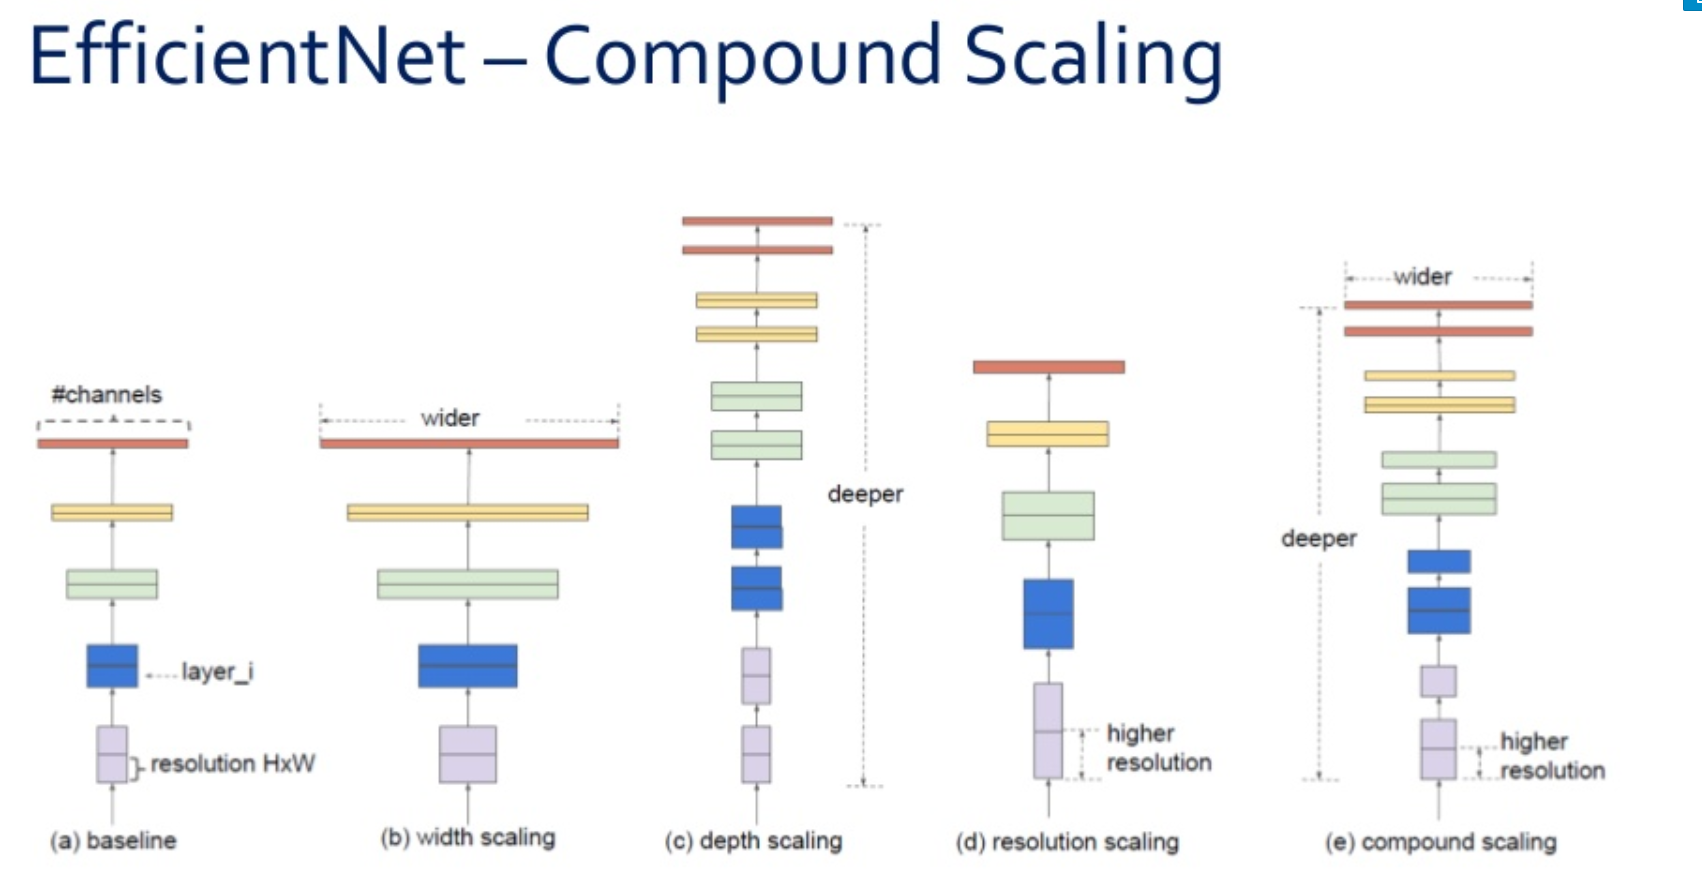 EfficientNet – Compound Scaling
#channels
layer_i
resolution HxW
(a) baseline
wider
(b) width scaling
deeper
(c) depth scaling
higher
resolution
(d) resolution scaling
wider
deeper
higher
resolution
(e) compound scaling